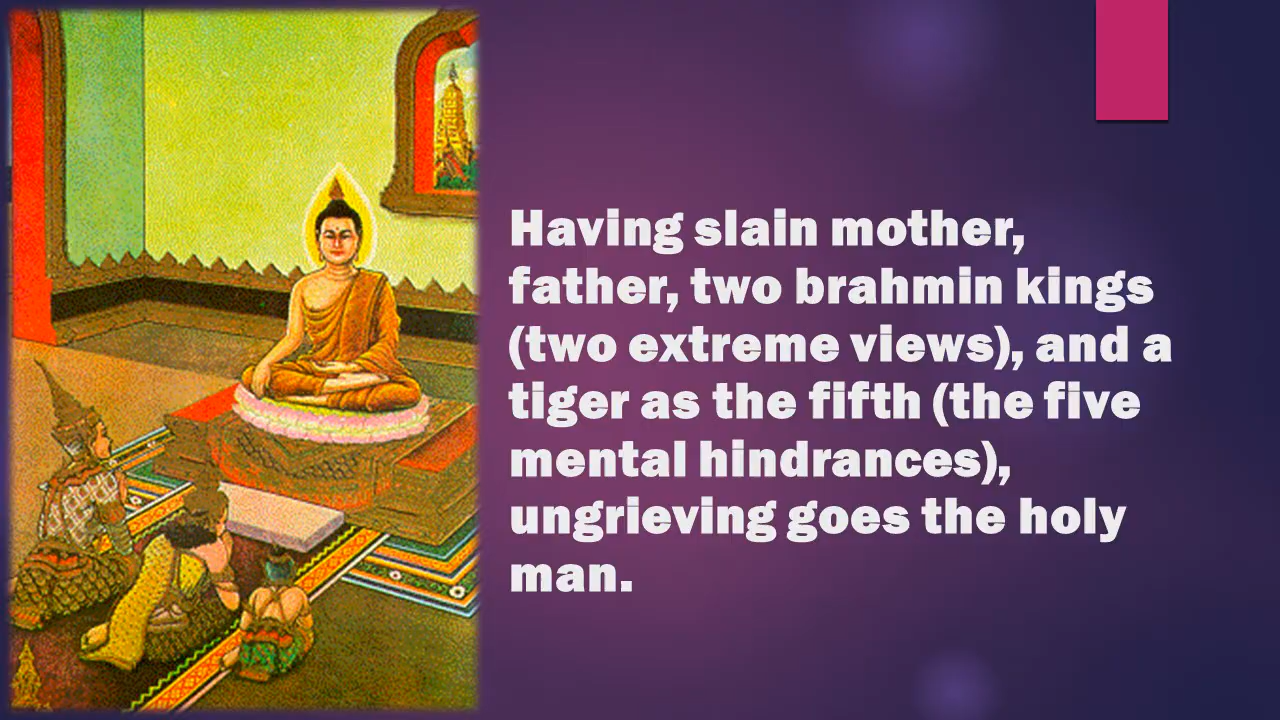 Having slain mother,
father, two brahmin kings
(two extreme views), and a
tiger as the fifth (the five
mental hindrances),
ungrieving goes the holy
man.